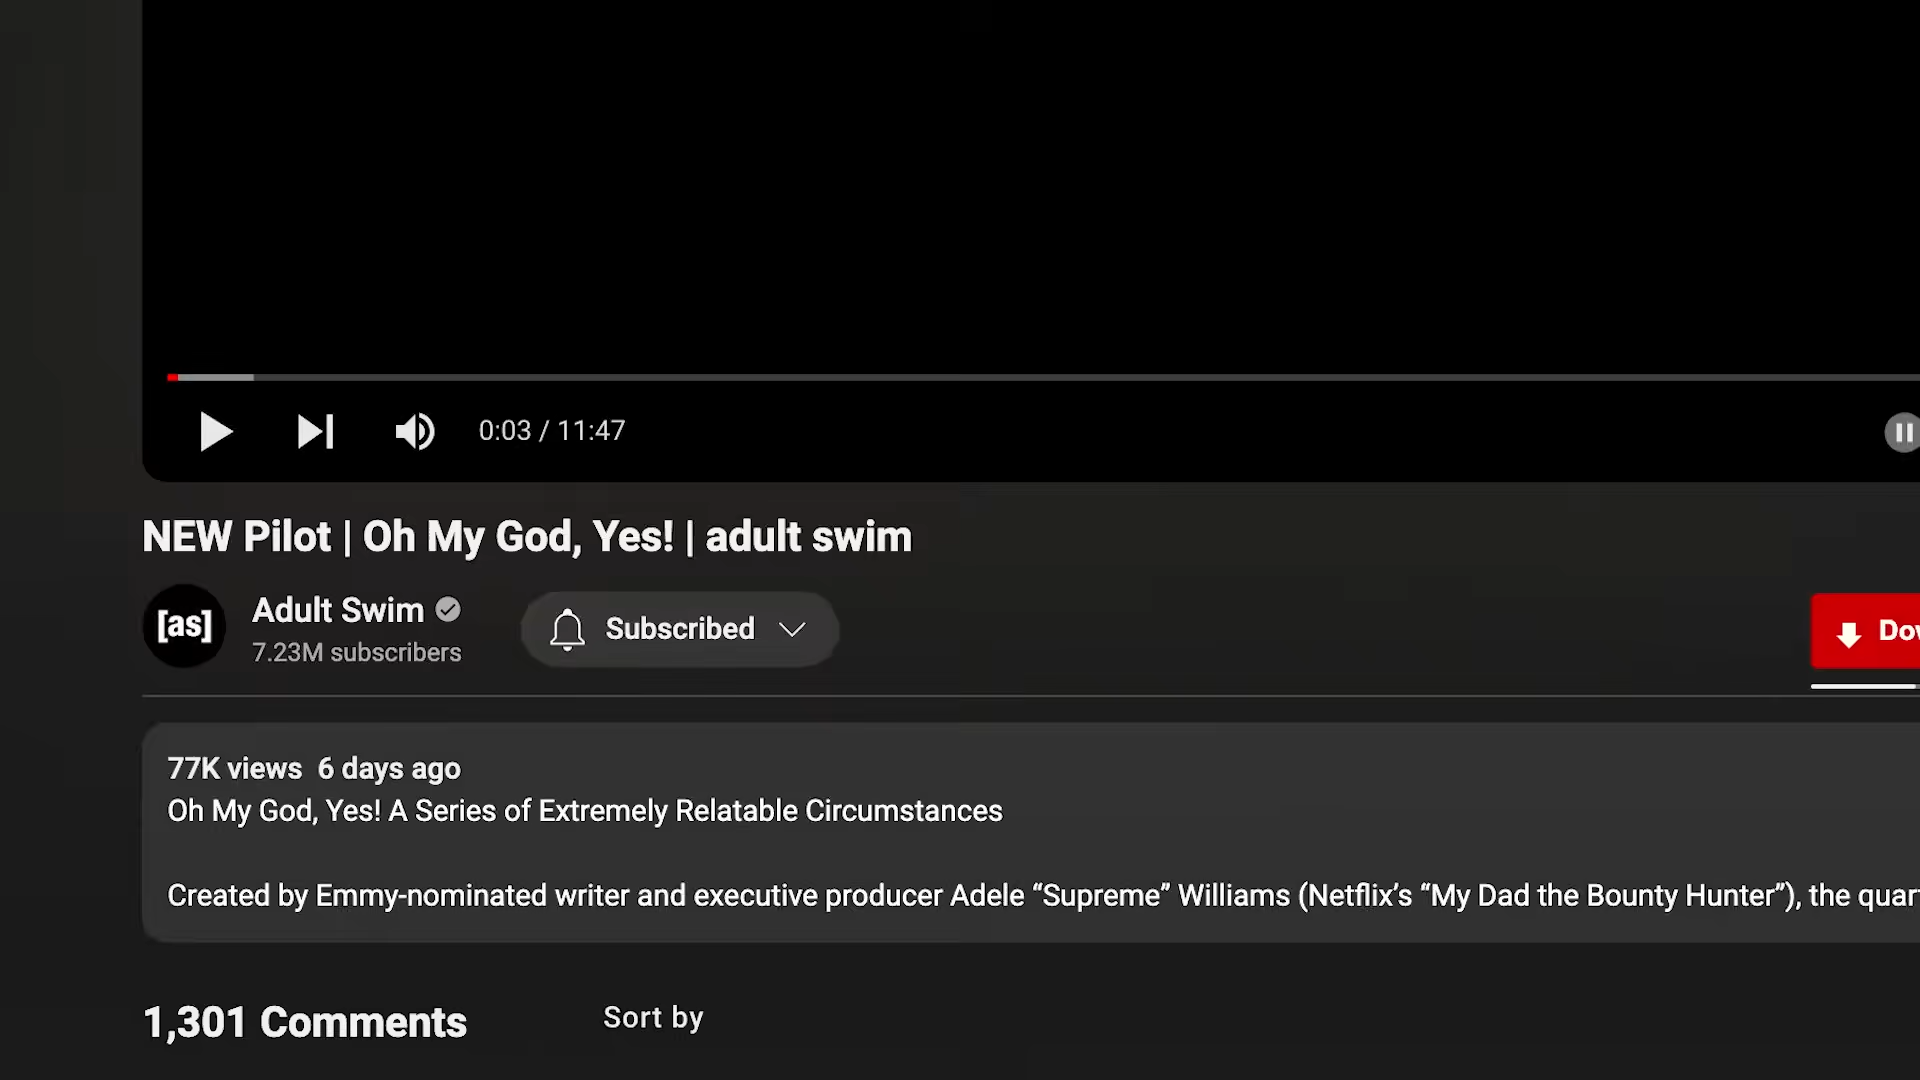 0:03 / 11:47
NEW Pilot | Oh My God, Yes! | adult swim
[as]
Adult Swim
7.23M subscribers
Subscribed
Dow
77K views 6 days ago
Oh My God, Yes! A Series of Extremely Relatable Circumstances
Created by Emmy-nominated writer and executive producer Adele “Supreme” Williams (Netflix’s “My Dad the Bounty Hunter”), the quar
1,301 Comments
Sort by